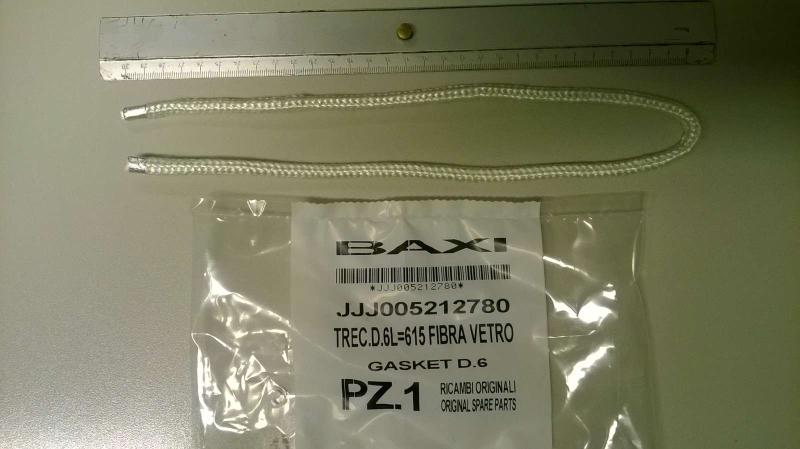 BAXI
*JJJ005212780*
JJJ005212780
TREC.D.6L=615 FIBRA VETRO
GASKET D.6
PZ.1
RICAMBI ORIGINALI
ORIGINAL SPARE PARTS